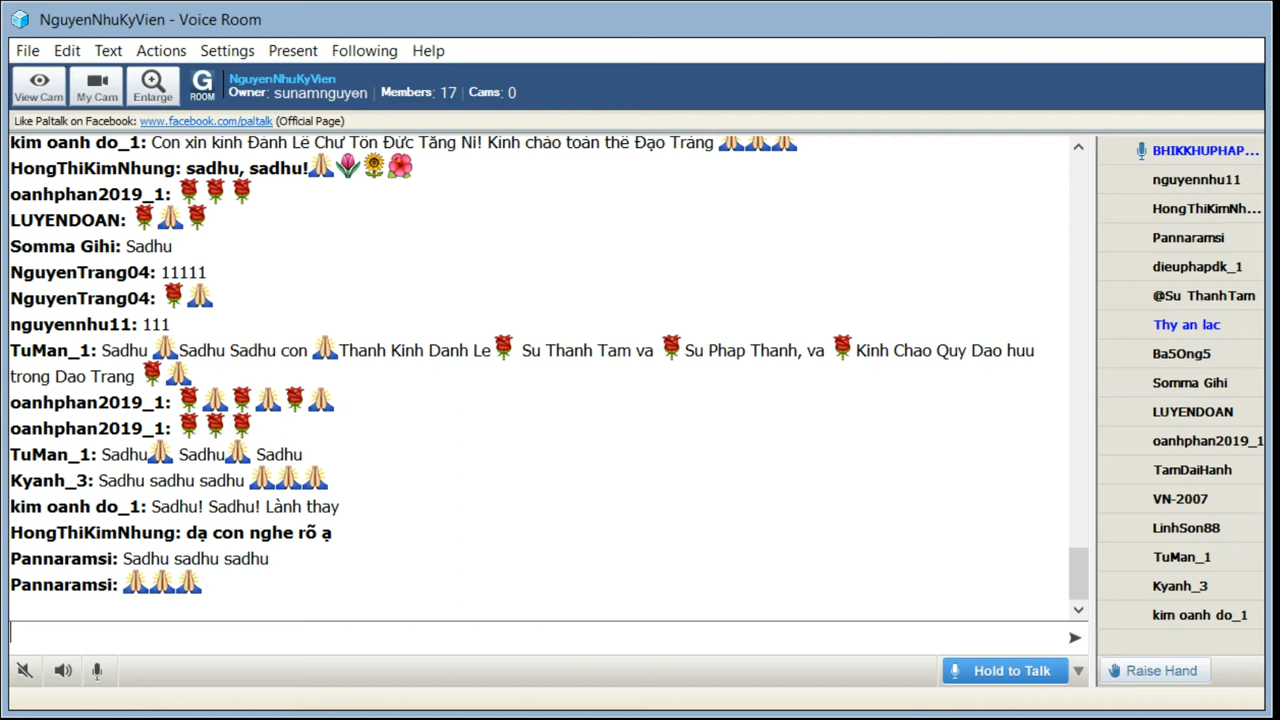 NguyenNhuKyVien - Voice Room
File Edit Text Actions Settings Present Following Help
View Cam My Cam Enlarge G ROOM NguyenNhuKyVien
Owner: sunamnguyen Members: 17 Cams: 0
Like Paltalk on Facebook: www.facebook.com/paltalk (Official Page)
kim oanh do_1: Con xin kính Đảnh Lễ Chư Tôn Đức Tăng Ni! Kính chào toàn thể Đạo Tràng 🙏🙏🙏
HongThiKimNhung: sadhu, sadhu!🙏🌷🌻🌺
oanhphan2019_1: 🌹🌹🌹
LUYENDOAN: 🌹🙏🌹
Somma Gihi: Sadhu
NguyenTrang04: 11111
NguyenTrang04: 🌹🙏
nguyennhu11: 111
TuMan_1: Sadhu 🙏Sadhu Sadhu con 🙏Thanh Kinh Danh Le🌹 Su Thanh Tam va 🌹Su Phap Thanh, va 🌹Kinh Chao Quy Dao huu
trong Dao Trang 🌹🙏
oanhphan2019_1: 🌹🙏🌹🙏🌹🙏
oanhphan2019_1: 🌹🌹🌹
TuMan_1: Sadhu🙏 Sadhu🙏 Sadhu
Kyanh_3: Sadhu sadhu sadhu 🙏🙏🙏
kim oanh do_1: Sadhu! Sadhu! Lành thay
HongThiKimNhung: dạ con nghe rõ ạ
Pannaramsi: Sadhu sadhu sadhu
Pannaramsi: 🙏🙏🙏
BHIKKHUPHAP...
nguyennhu11
HongThiKimNh...
Pannaramsi
dieuphapdk_1
@Su ThanhTam
Thy an lac
Ba5Ong5
Somma Gihi
LUYENDOAN
oanhphan2019_1
TamDaiHanh
VN-2007
LinhSon88
TuMan_1
Kyanh_3
kim oanh do_1
Hold to Talk
Raise Hand